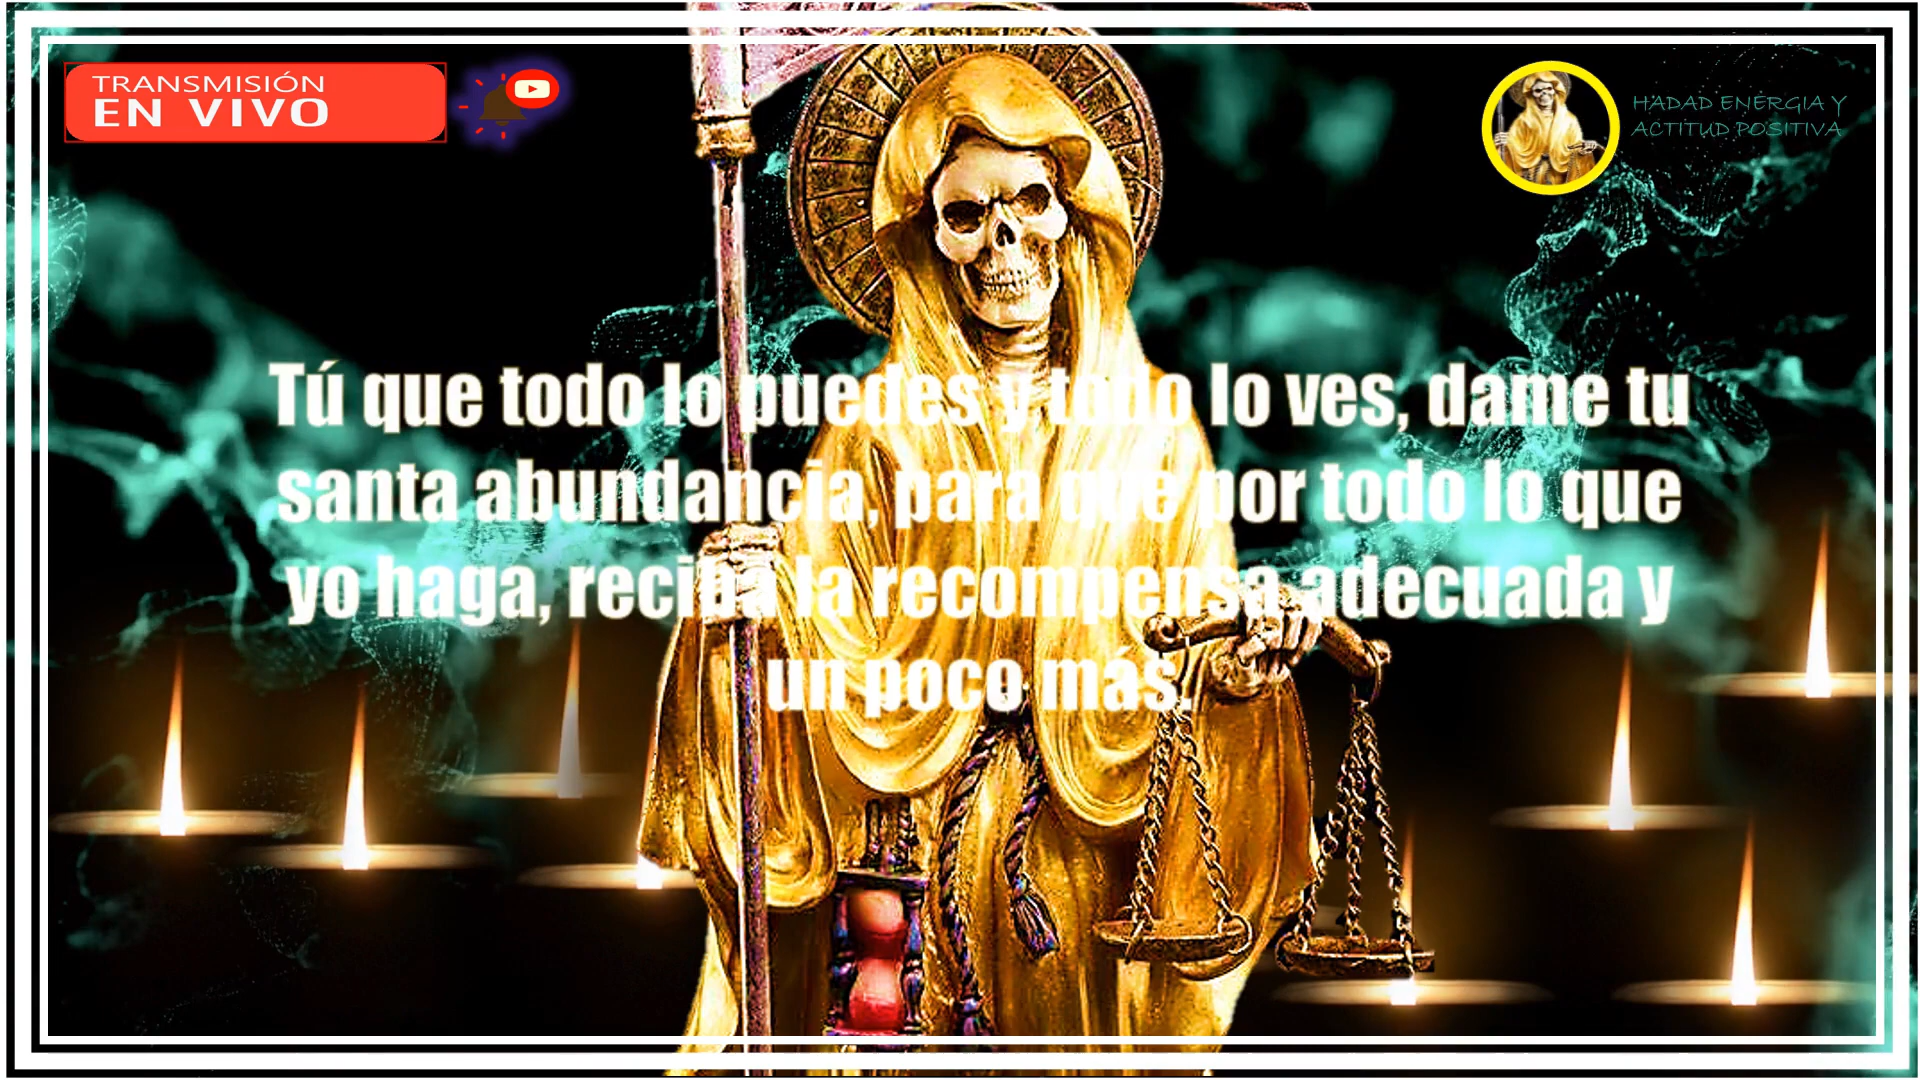 TRANSMISIÓN
EN VIVO
HADAD ENERGIA Y
ACTITUD POSITIVA
Tú que todo lo puedes y todo lo ves, dame tu
santa abundancia, para que por todo lo que
yo haga, reciba la recompensa adecuada y
un poco más.